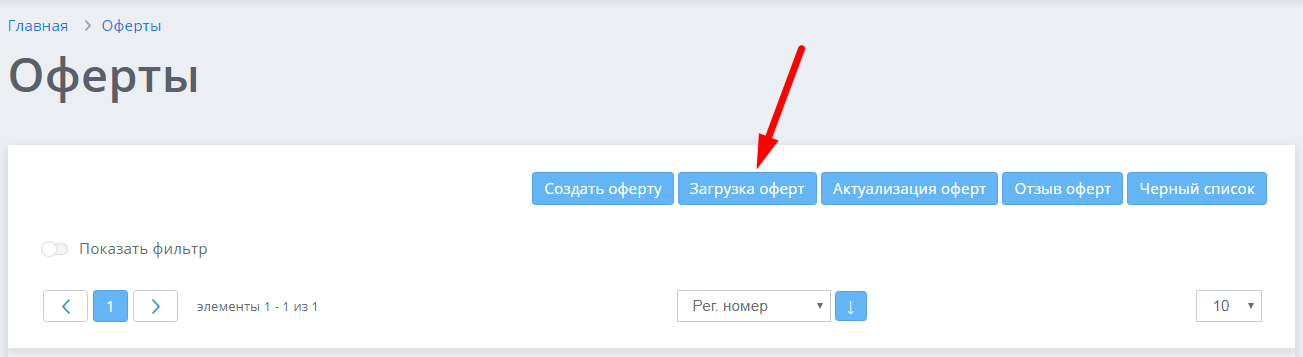 Главная > Оферты
Оферты
Создать оферту Загрузка оферт Актуализация оферт Отзыв оферт Черный список
Показать фильтр
< 1 > элементы 1 - 1 из 1 Рег. номер ▾ ↓ 10 ▾